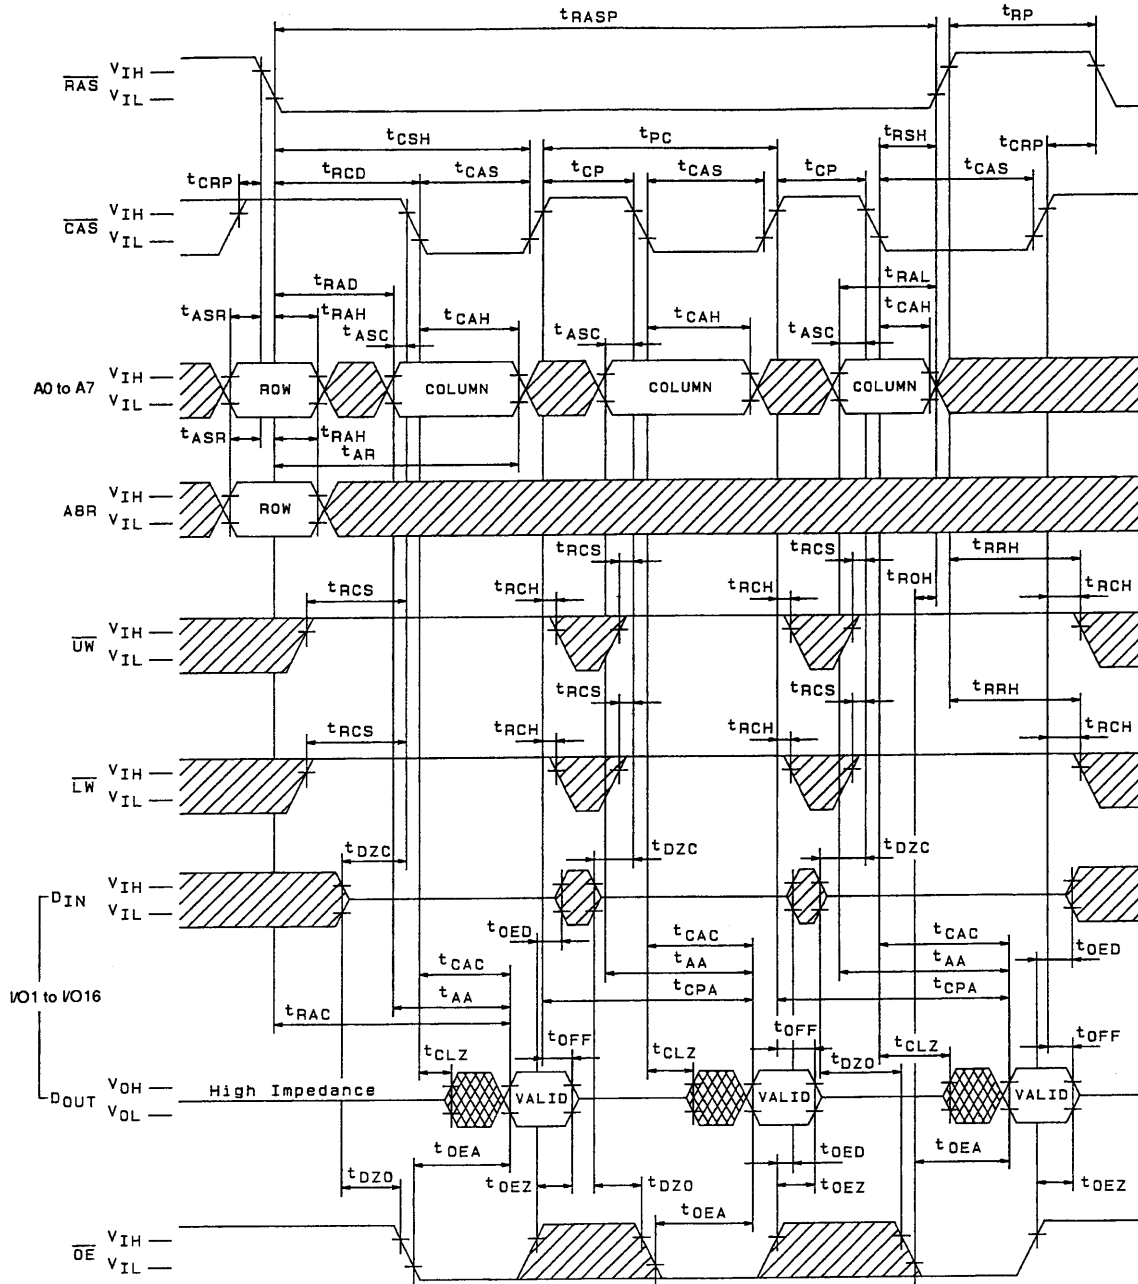 tRASP
tRP
RAS
VIH
VIL
tCSH
tPC
tRSH
tCRP
tCRP
tRCD
tCAS
tCP
tCAS
tCP
tCAS
CAS
VIH
VIL
tRAD
tRAL
tASR
tRAH
tCAH
tCAH
tCAH
tASC
tASC
tASC
A0 to A7
VIH
VIL
ROW
COLUMN
COLUMN
COLUMN
tASR
tRAH
tAR
A8R
VIH
VIL
ROW
tRCS
tRCS
tRRH
tROH
tRCS
tRCH
tRCH
tRCH
UW
VIH
VIL
tRCS
tRCS
tRRH
tRCS
tRCH
tRCH
tRCH
LW
VIH
VIL
tDZC
tDZC
tDZC
DIN
VIH
VIL
tOED
tCAC
tCAC
tOED
tCAC
tAA
tAA
I/O1 to I/O16
tAA
tCPA
tCPA
tRAC
tOFF
tOFF
tOFF
tCLZ
tCLZ
tDZO
tCLZ
DOUT
VOH
VOL
High Impedance
VALID
VALID
VALID
tOEA
tOED
tOEA
tDZO
tOEZ
tDZO
tOEZ
tOEZ
tOEA
OE
VIH
VIL